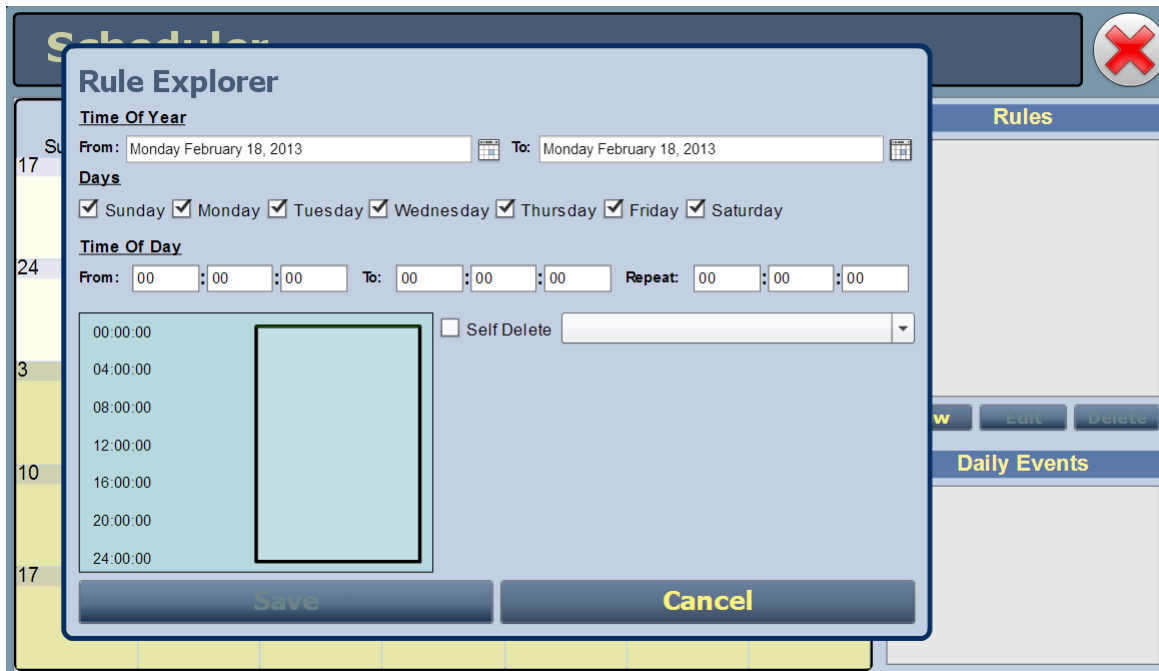 Scheduler
Rule Explorer
Time Of Year
From: Monday February 18, 2013 To: Monday February 18, 2013
Days
Sunday Monday Tuesday Wednesday Thursday Friday Saturday
Time Of Day
From: 00 : 00 : 00 To: 00 : 00 : 00 Repeat: 00 : 00 : 00
00:00:00
04:00:00
08:00:00
12:00:00
16:00:00
20:00:00
24:00:00
Self Delete
Save Cancel
Su
17
24
3
10
17
Rules
w Edit Delete
Daily Events